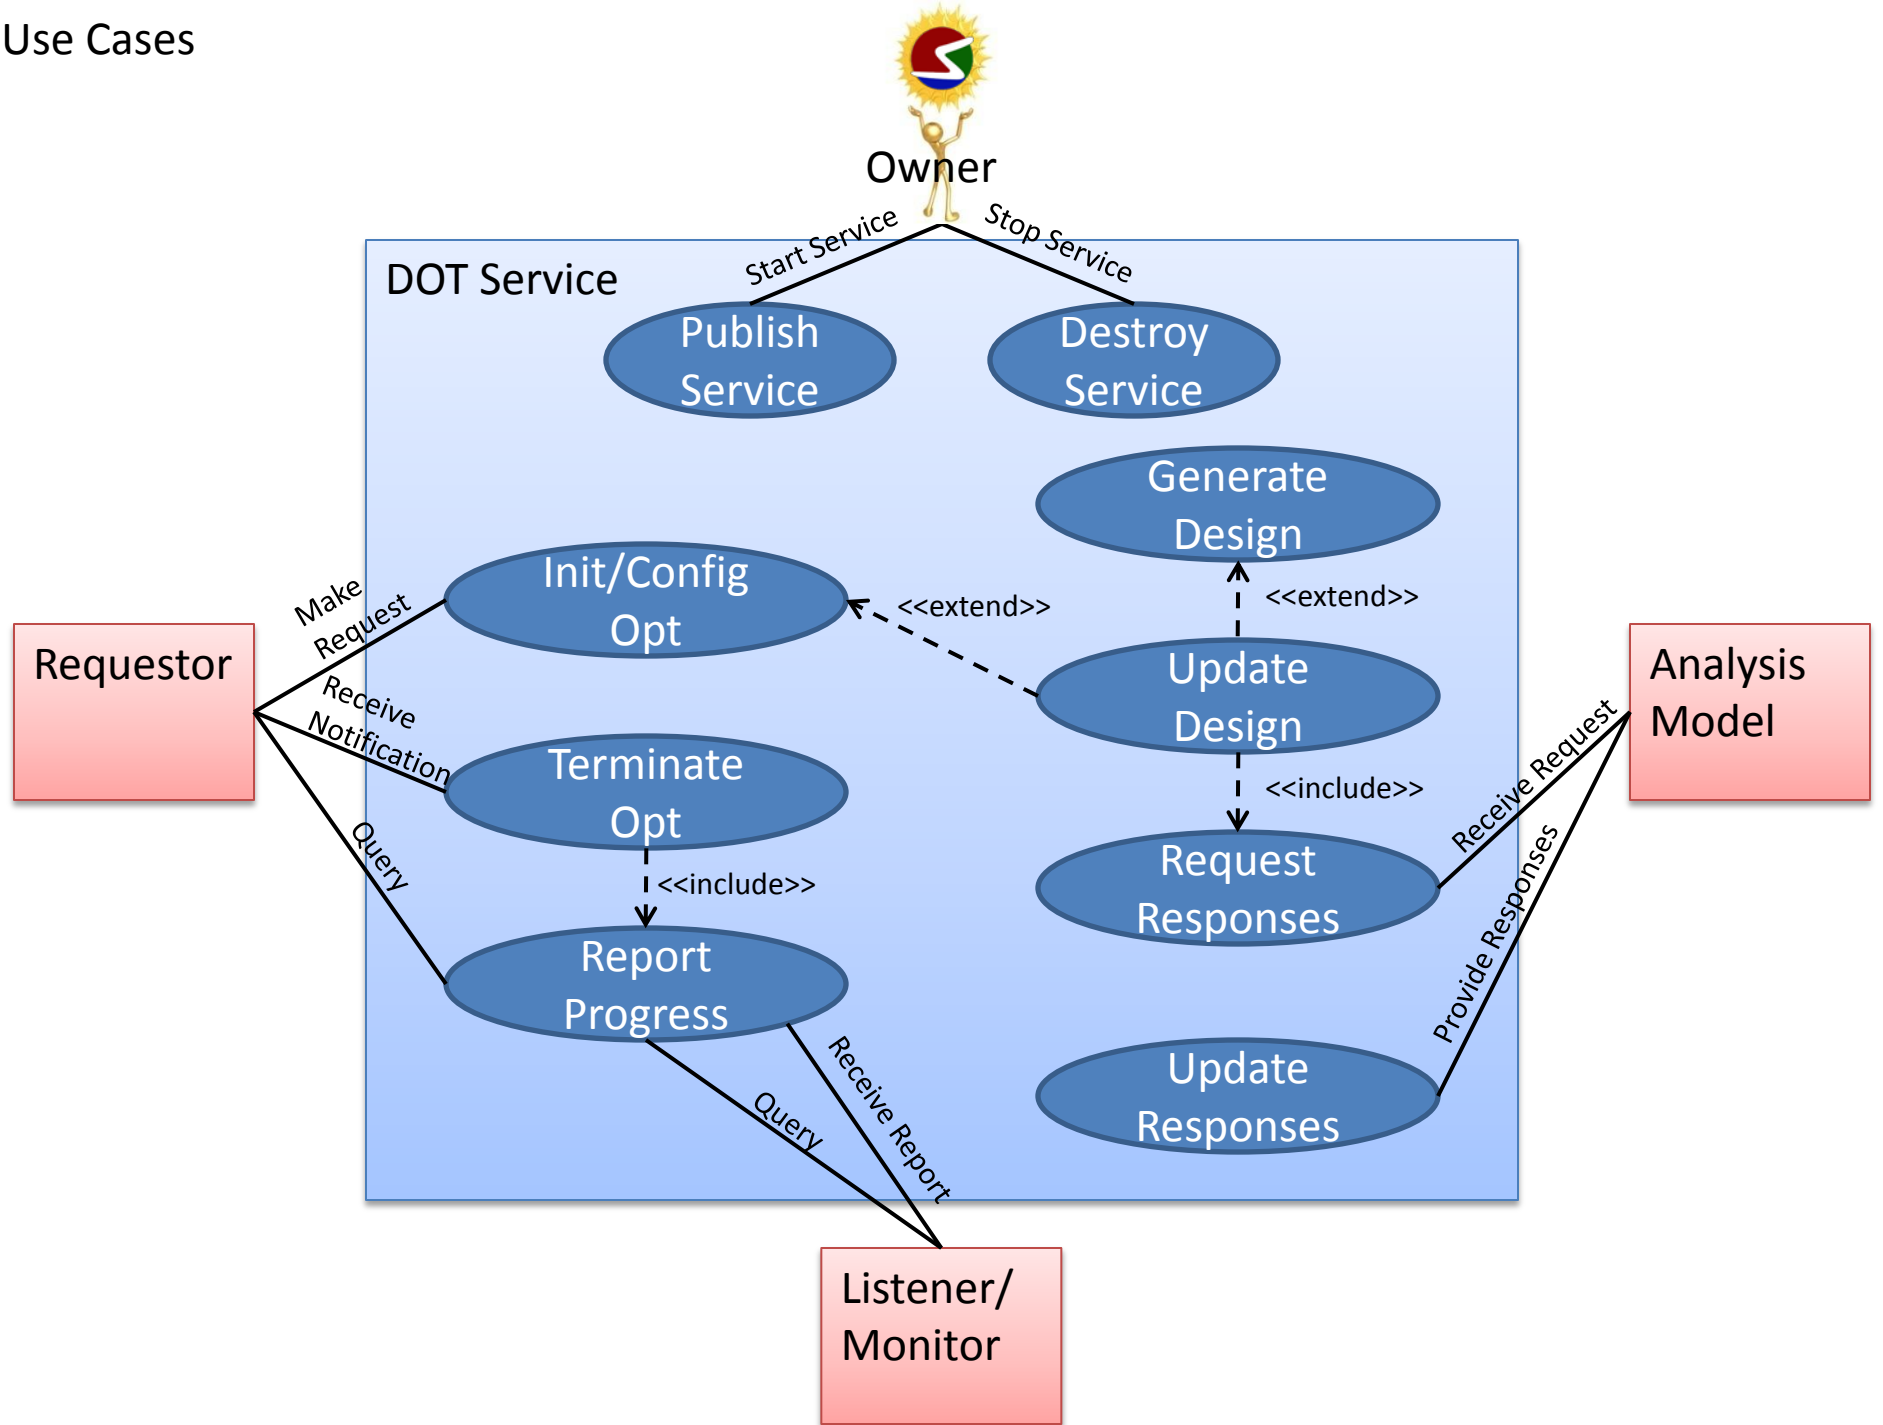 Use Cases
Owner
Start Service
Stop Service
DOT Service
Publish
Service
Destroy
Service
Generate
Design
Init/Config
Opt
<<extend>>
<<extend>>
Make
Request
Requestor
Update
Design
Analysis
Model
Receive
Notification
Terminate
Opt
<<include>>
Receive Request
Query
<<include>>
Request
Responses
Provide Responses
Report
Progress
Query
Receive Report
Update
Responses
Listener/
Monitor